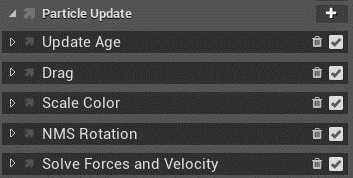 Particle Update
Update Age
Drag
Scale Color
NMS Rotation
Solve Forces and Velocity